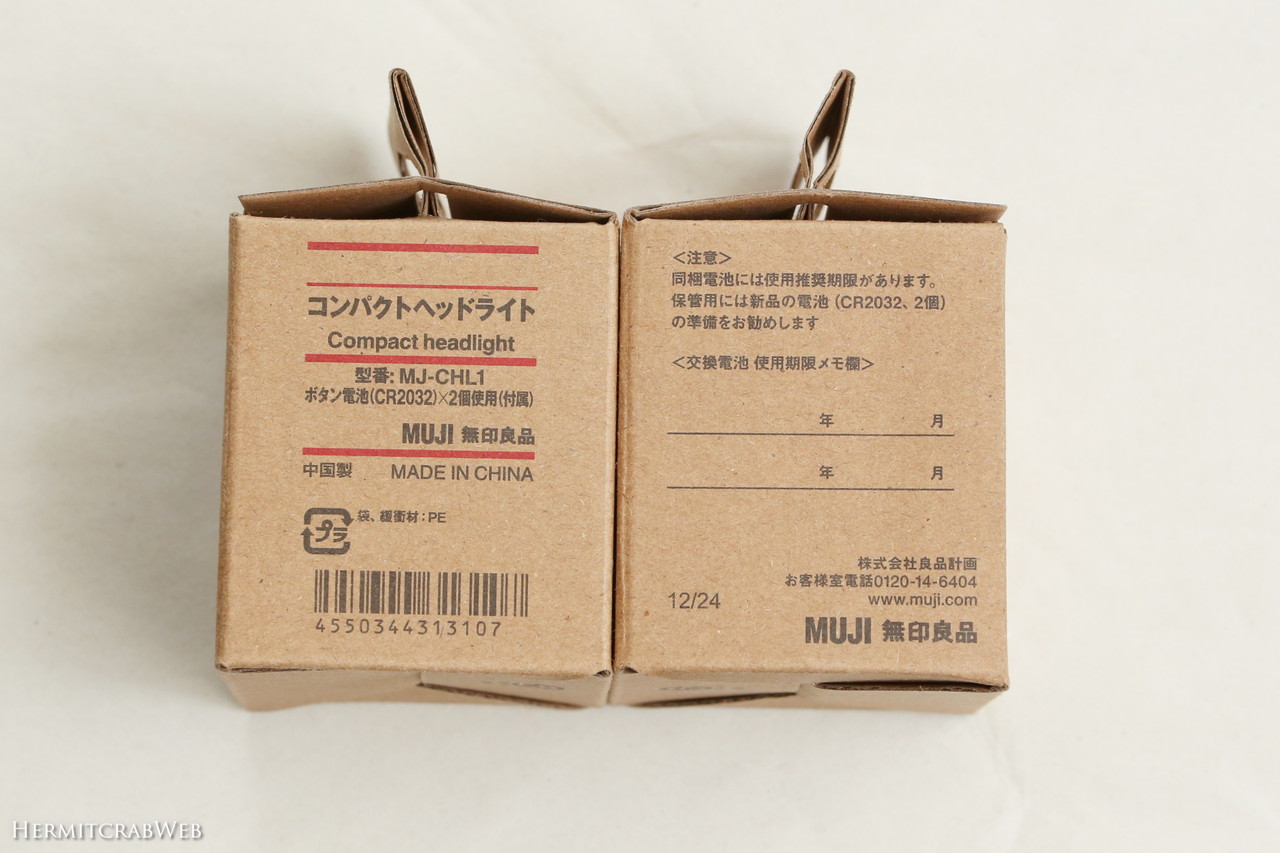 コンパクトヘッドライト
Compact headlight
型番: MJ-CHL1
ボタン電池(CR2032)×2個使用(付属)
MUJI 無印良品
中国製 MADE IN CHINA
プラ 袋、緩衝材：PE
4550344313107
＜注意＞
同梱電池には使用推奨期限があります。
保管用には新品の電池（CR2032、2個）
の準備をお勧めします
＜交換電池 使用期限メモ欄＞
年 月
年 月
株式会社良品計画
お客様室電話0120-14-6404
12/24 www.muji.com
MUJI 無印良品
HERMITCRABWEB